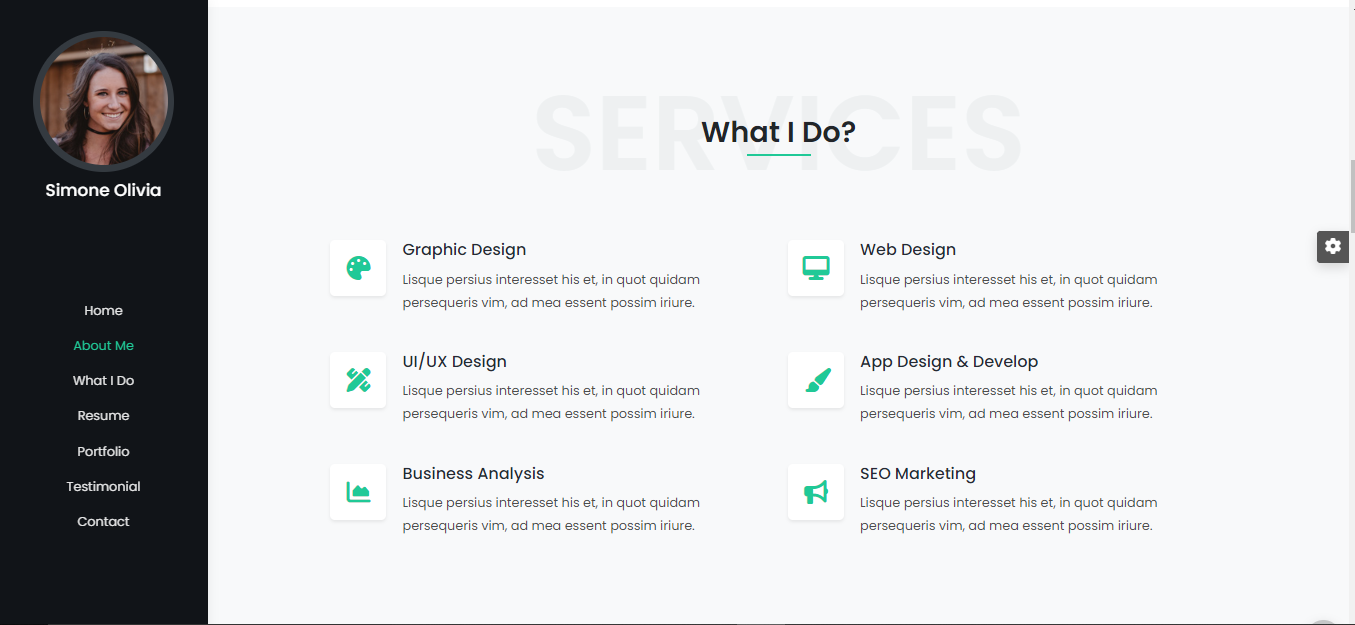 Simone Olivia
Home
About Me
What I Do
Resume
Portfolio
Testimonial
Contact
SERVICES
What I Do?
Graphic Design
Lisque persius interesset his et, in quot quidam
persequeris vim, ad mea essent possim iriure.
Web Design
Lisque persius interesset his et, in quot quidam
persequeris vim, ad mea essent possim iriure.
UI/UX Design
Lisque persius interesset his et, in quot quidam
persequeris vim, ad mea essent possim iriure.
App Design & Develop
Lisque persius interesset his et, in quot quidam
persequeris vim, ad mea essent possim iriure.
Business Analysis
Lisque persius interesset his et, in quot quidam
persequeris vim, ad mea essent possim iriure.
SEO Marketing
Lisque persius interesset his et, in quot quidam
persequeris vim, ad mea essent possim iriure.